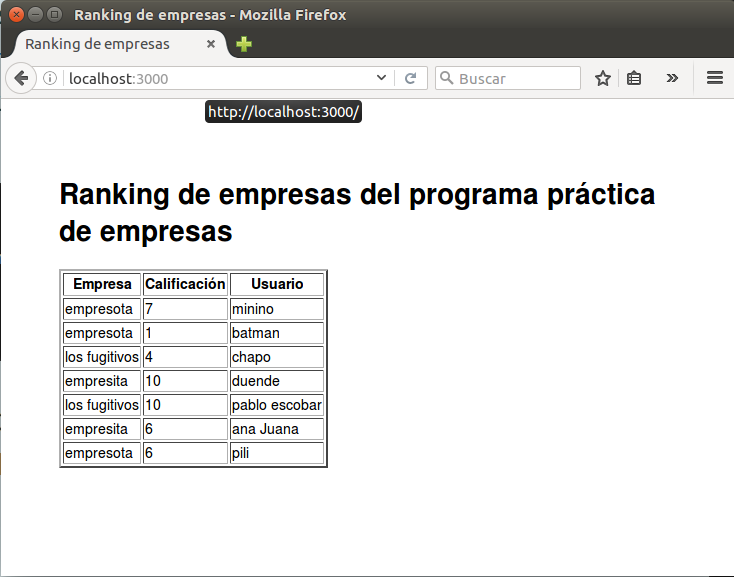 Ranking de empresas - Mozilla Firefox
Ranking de empresas
localhost:3000
Buscar
http://localhost:3000/
Ranking de empresas del programa práctica
de empresas
Empresa Calificación Usuario
empresota 7 minino
empresota 1 batman
los fugitivos 4 chapo
empresita 10 duende
los fugitivos 10 pablo escobar
empresita 6 ana Juana
empresota 6 pili